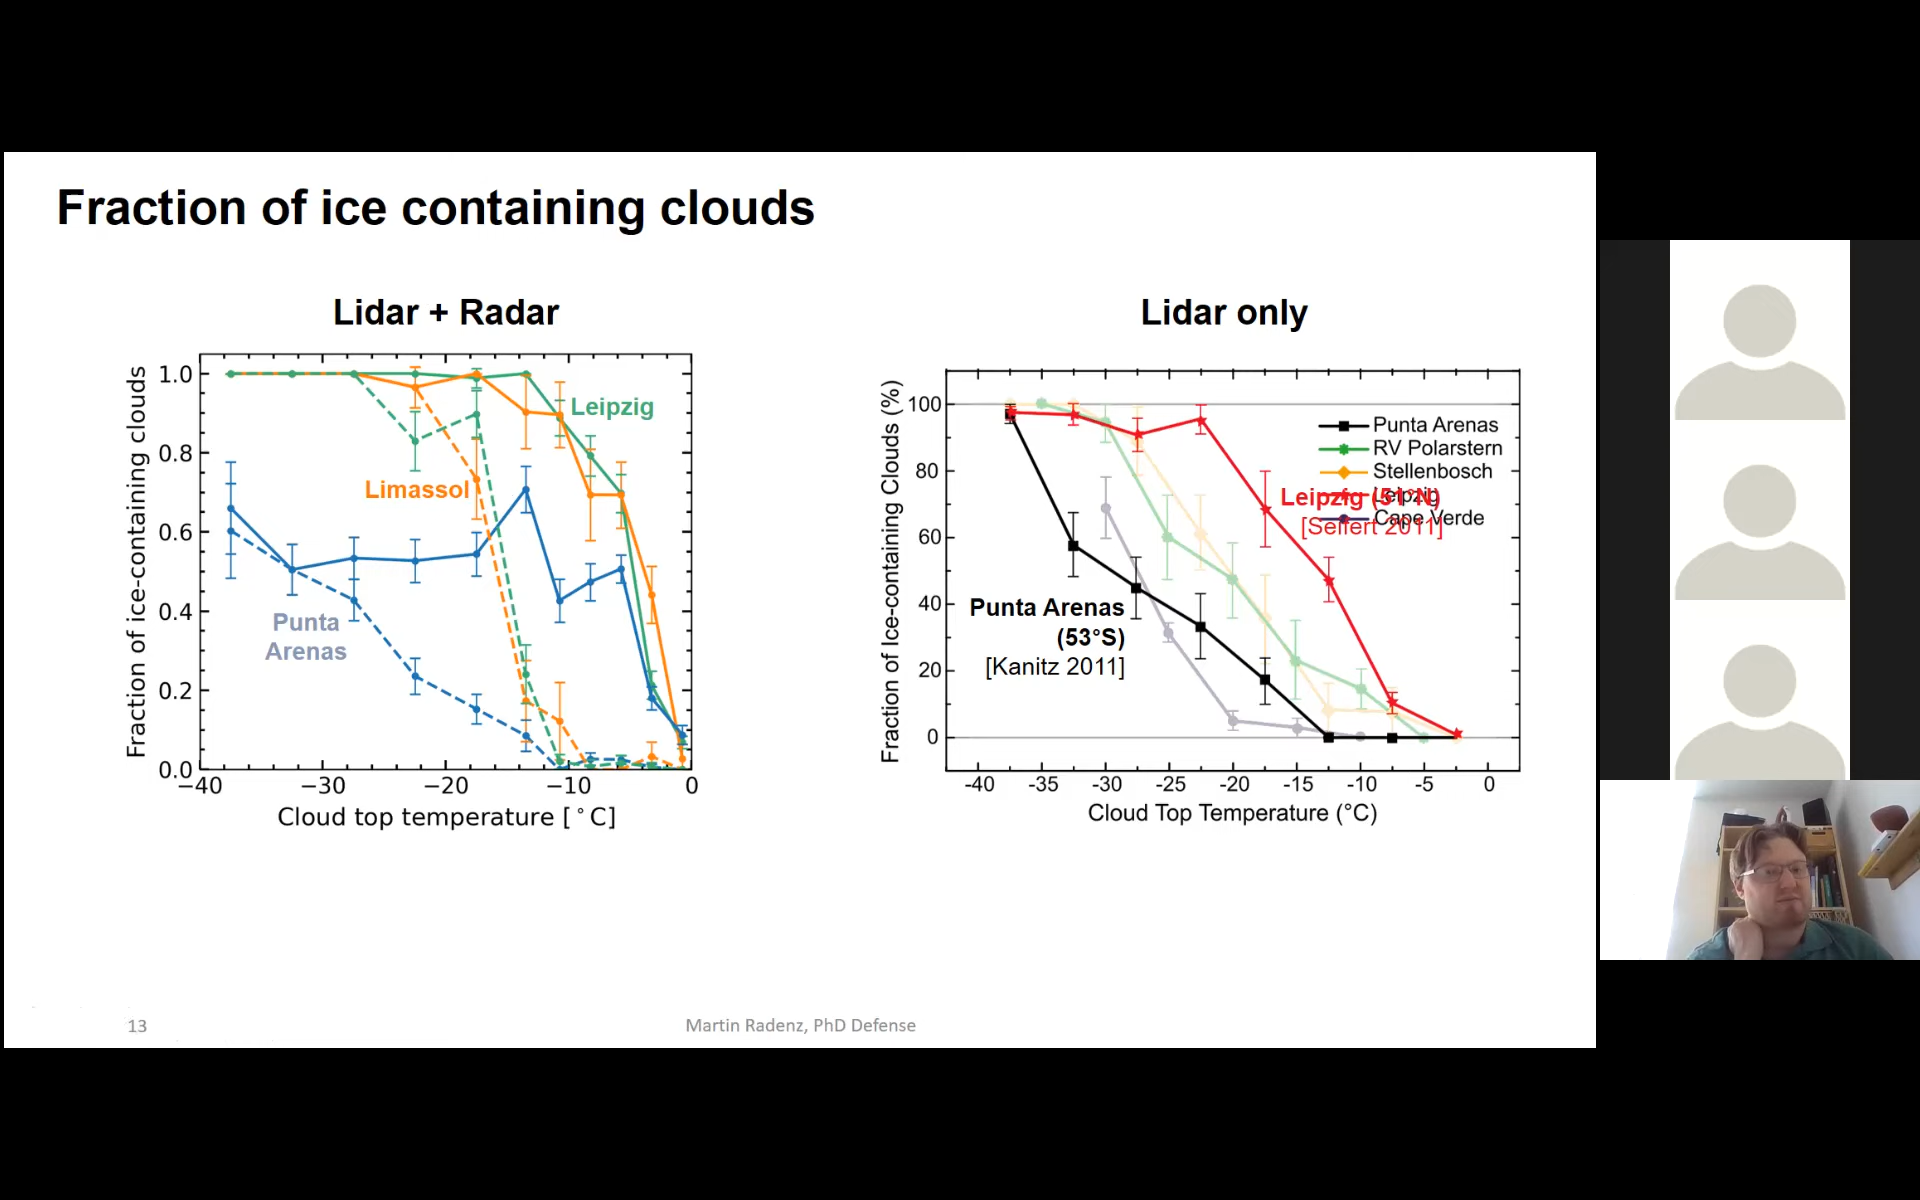 Fraction of ice containing clouds
Lidar + Radar
Fraction of ice-containing clouds
1.0
0.8
0.6
0.4
0.2
0.0
−40
−30
−20
−10
0
Cloud top temperature [°C]
Leipzig
Limassol
Punta
Arenas
Lidar only
Fraction of Ice-containing Clouds (%)
100
80
60
40
20
0
-40
-35
-30
-25
-20
-15
-10
-5
0
Cloud Top Temperature (°C)
Punta Arenas
RV Polarstern
Stellenbosch
Leipzig
Cape Verde
Leipzig (51°N)
[Seifert 2011]
Punta Arenas
(53°S)
[Kanitz 2011]
13
Martin Radenz, PhD Defense